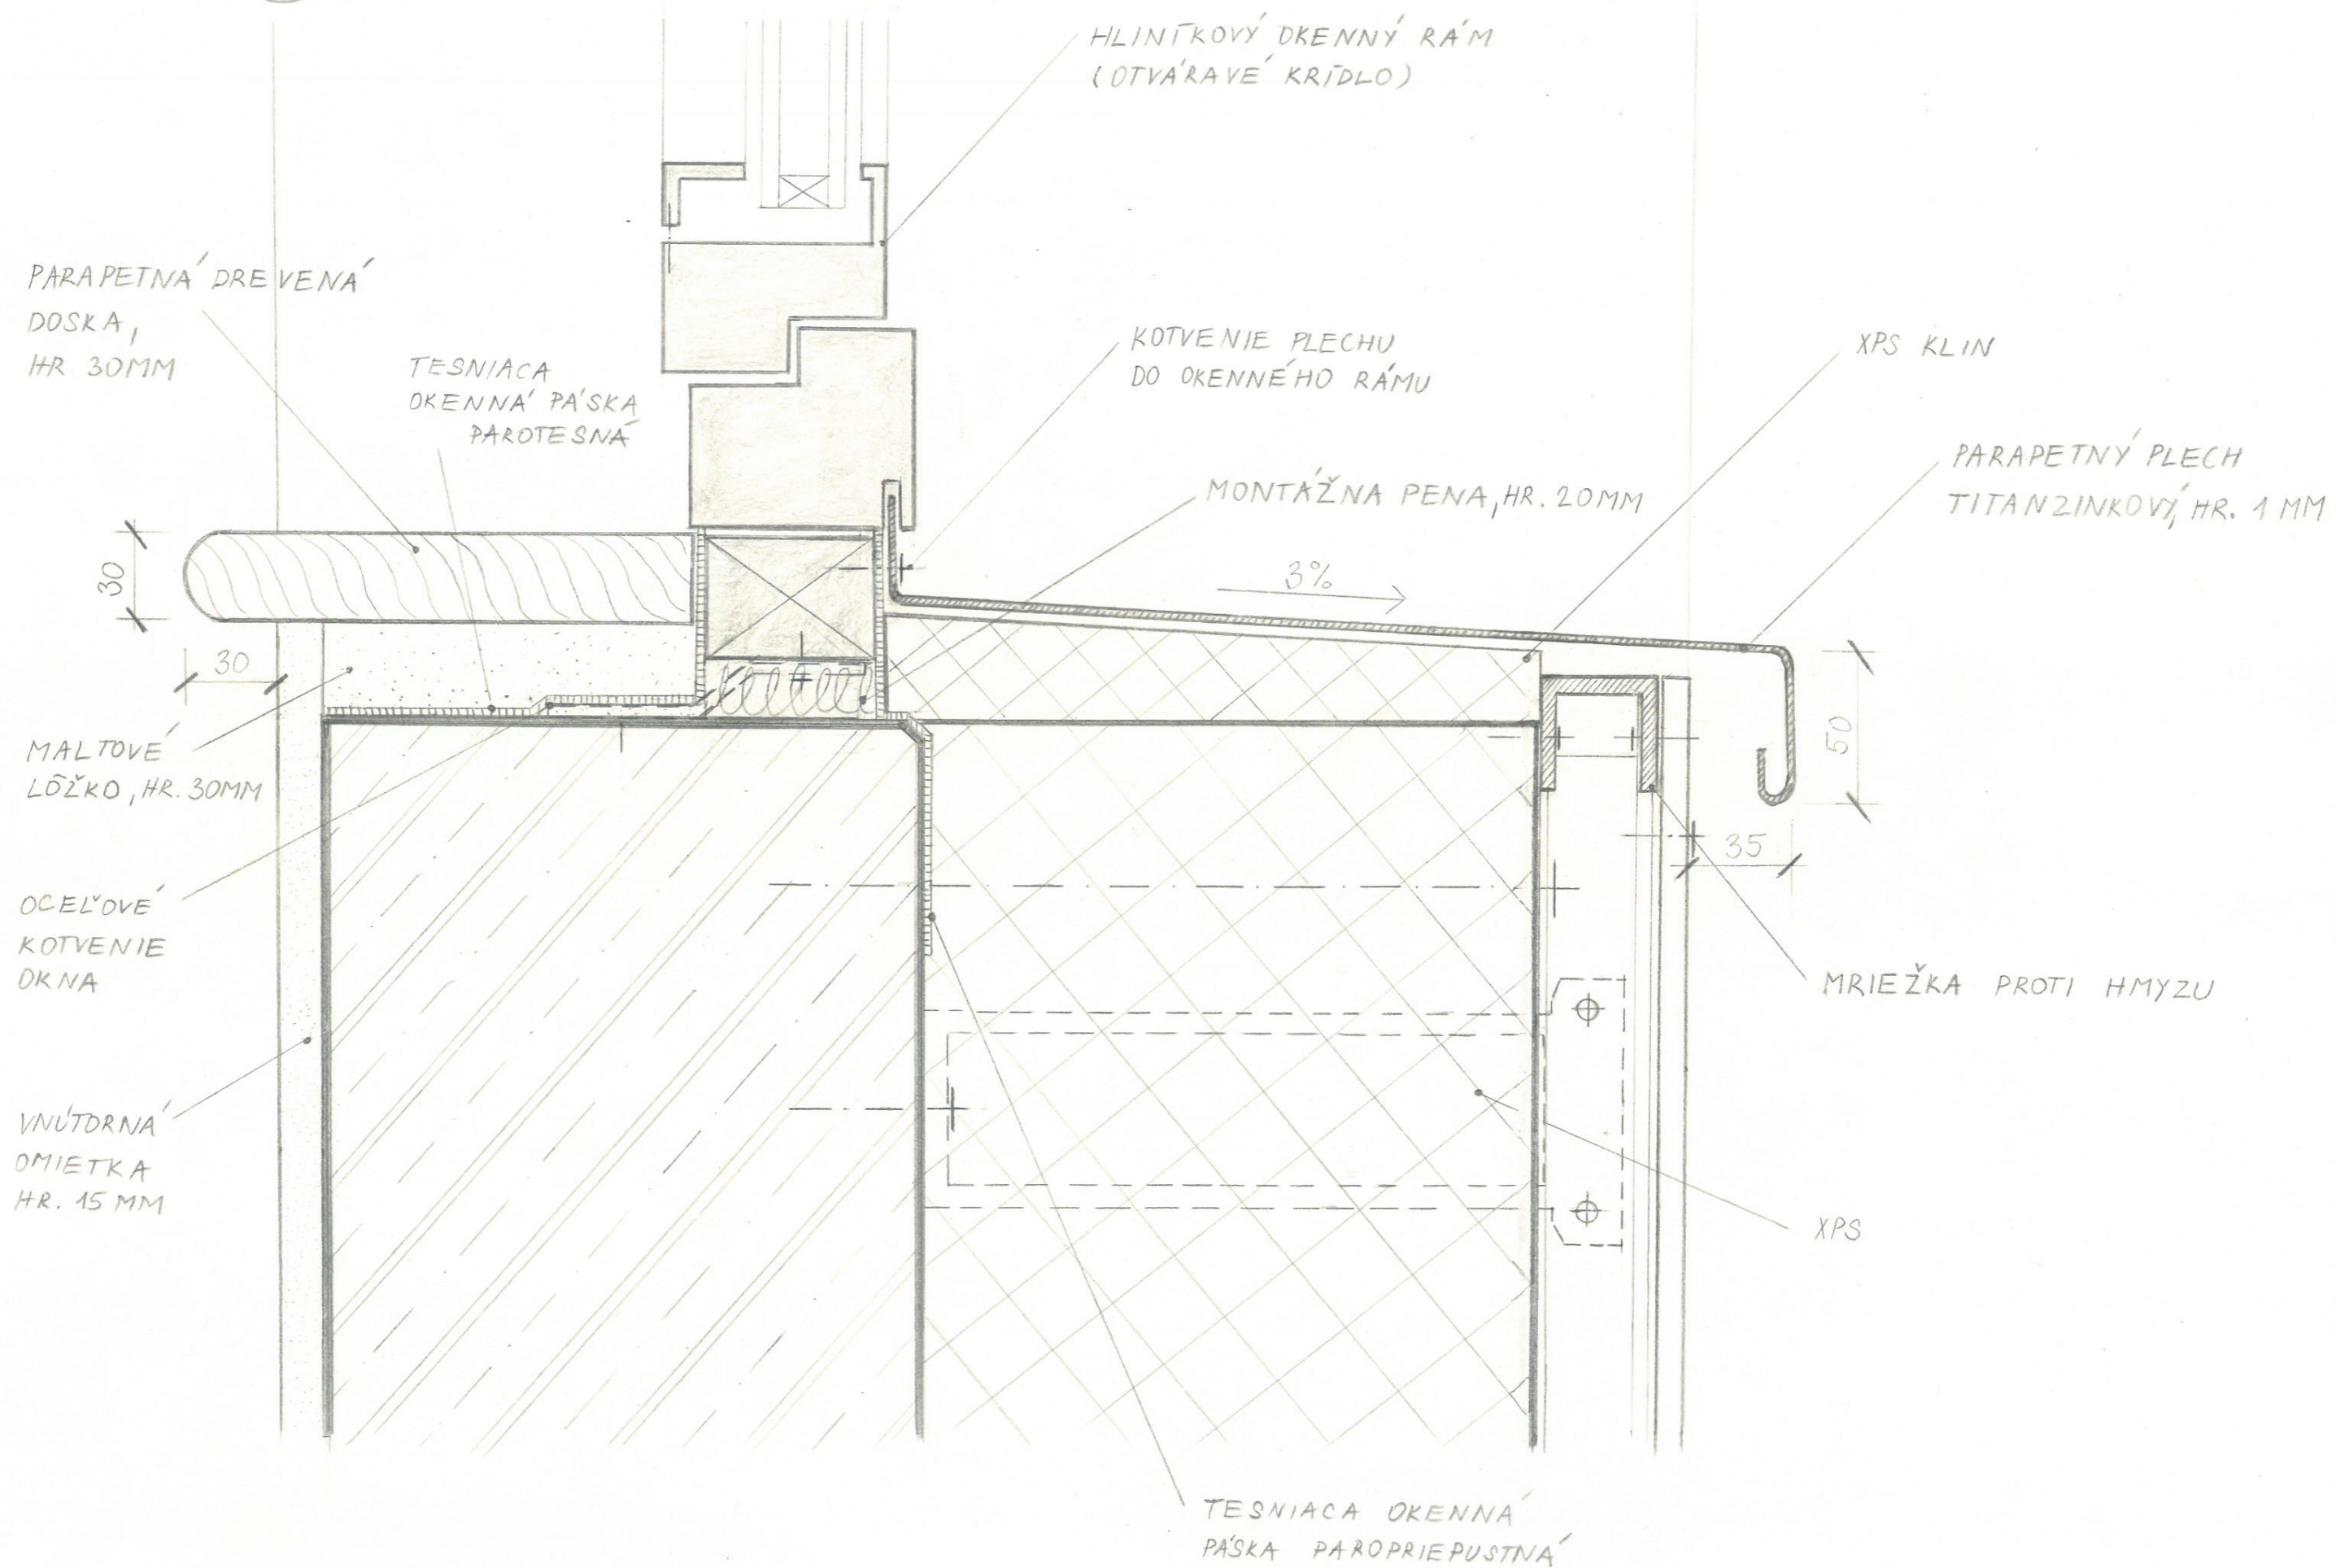 HLINÍKOVÝ OKENNÝ RÁM
(OTVÁRAVÉ KRÍDLO)
PARAPETNÁ DREVENÁ
DOSKA,
HR. 30MM
TESNIACA
OKENNÁ PÁSKA
PAROTESNÁ
KOTVENIE PLECHU
DO OKENNÉHO RÁMU
XPS KLIN
PARAPETNÝ PLECH
TITANZINKOVÝ, HR. 1 MM
MONTÁŽNA PENA, HR. 20MM
30
3%
30
50
35
MALTOVÉ
LÔŽKO, HR. 30MM
OCEĽOVÉ
KOTVENIE
OKNA
MRIEŽKA PROTI HMYZU
VNÚTORNÁ
OMIETKA
HR. 15 MM
XPS
TESNIACA OKENNÁ
PÁSKA PAROPRIEPUSTNÁ